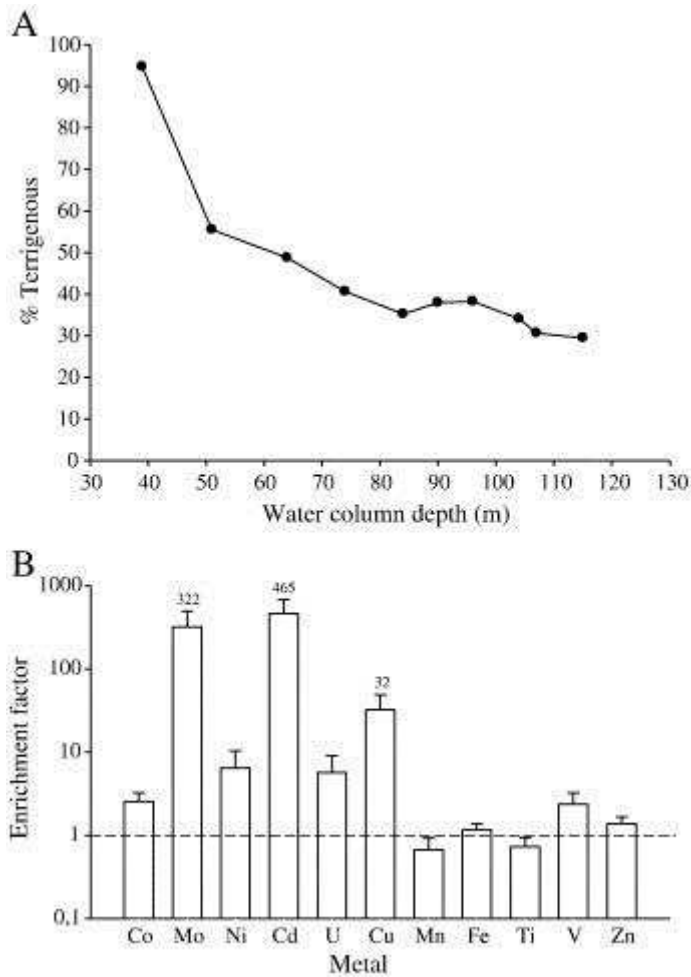 A
100
90
80
70
60
50
40
30
20
10
0
% Terrigenous
30 40 50 60 70 80 90 100 110 120 130
Water column depth (m)
B
1000
100
10
1
0.1
Enrichment factor
322
465
32
Co Mo Ni Cd U Cu Mn Fe Ti V Zn
Metal